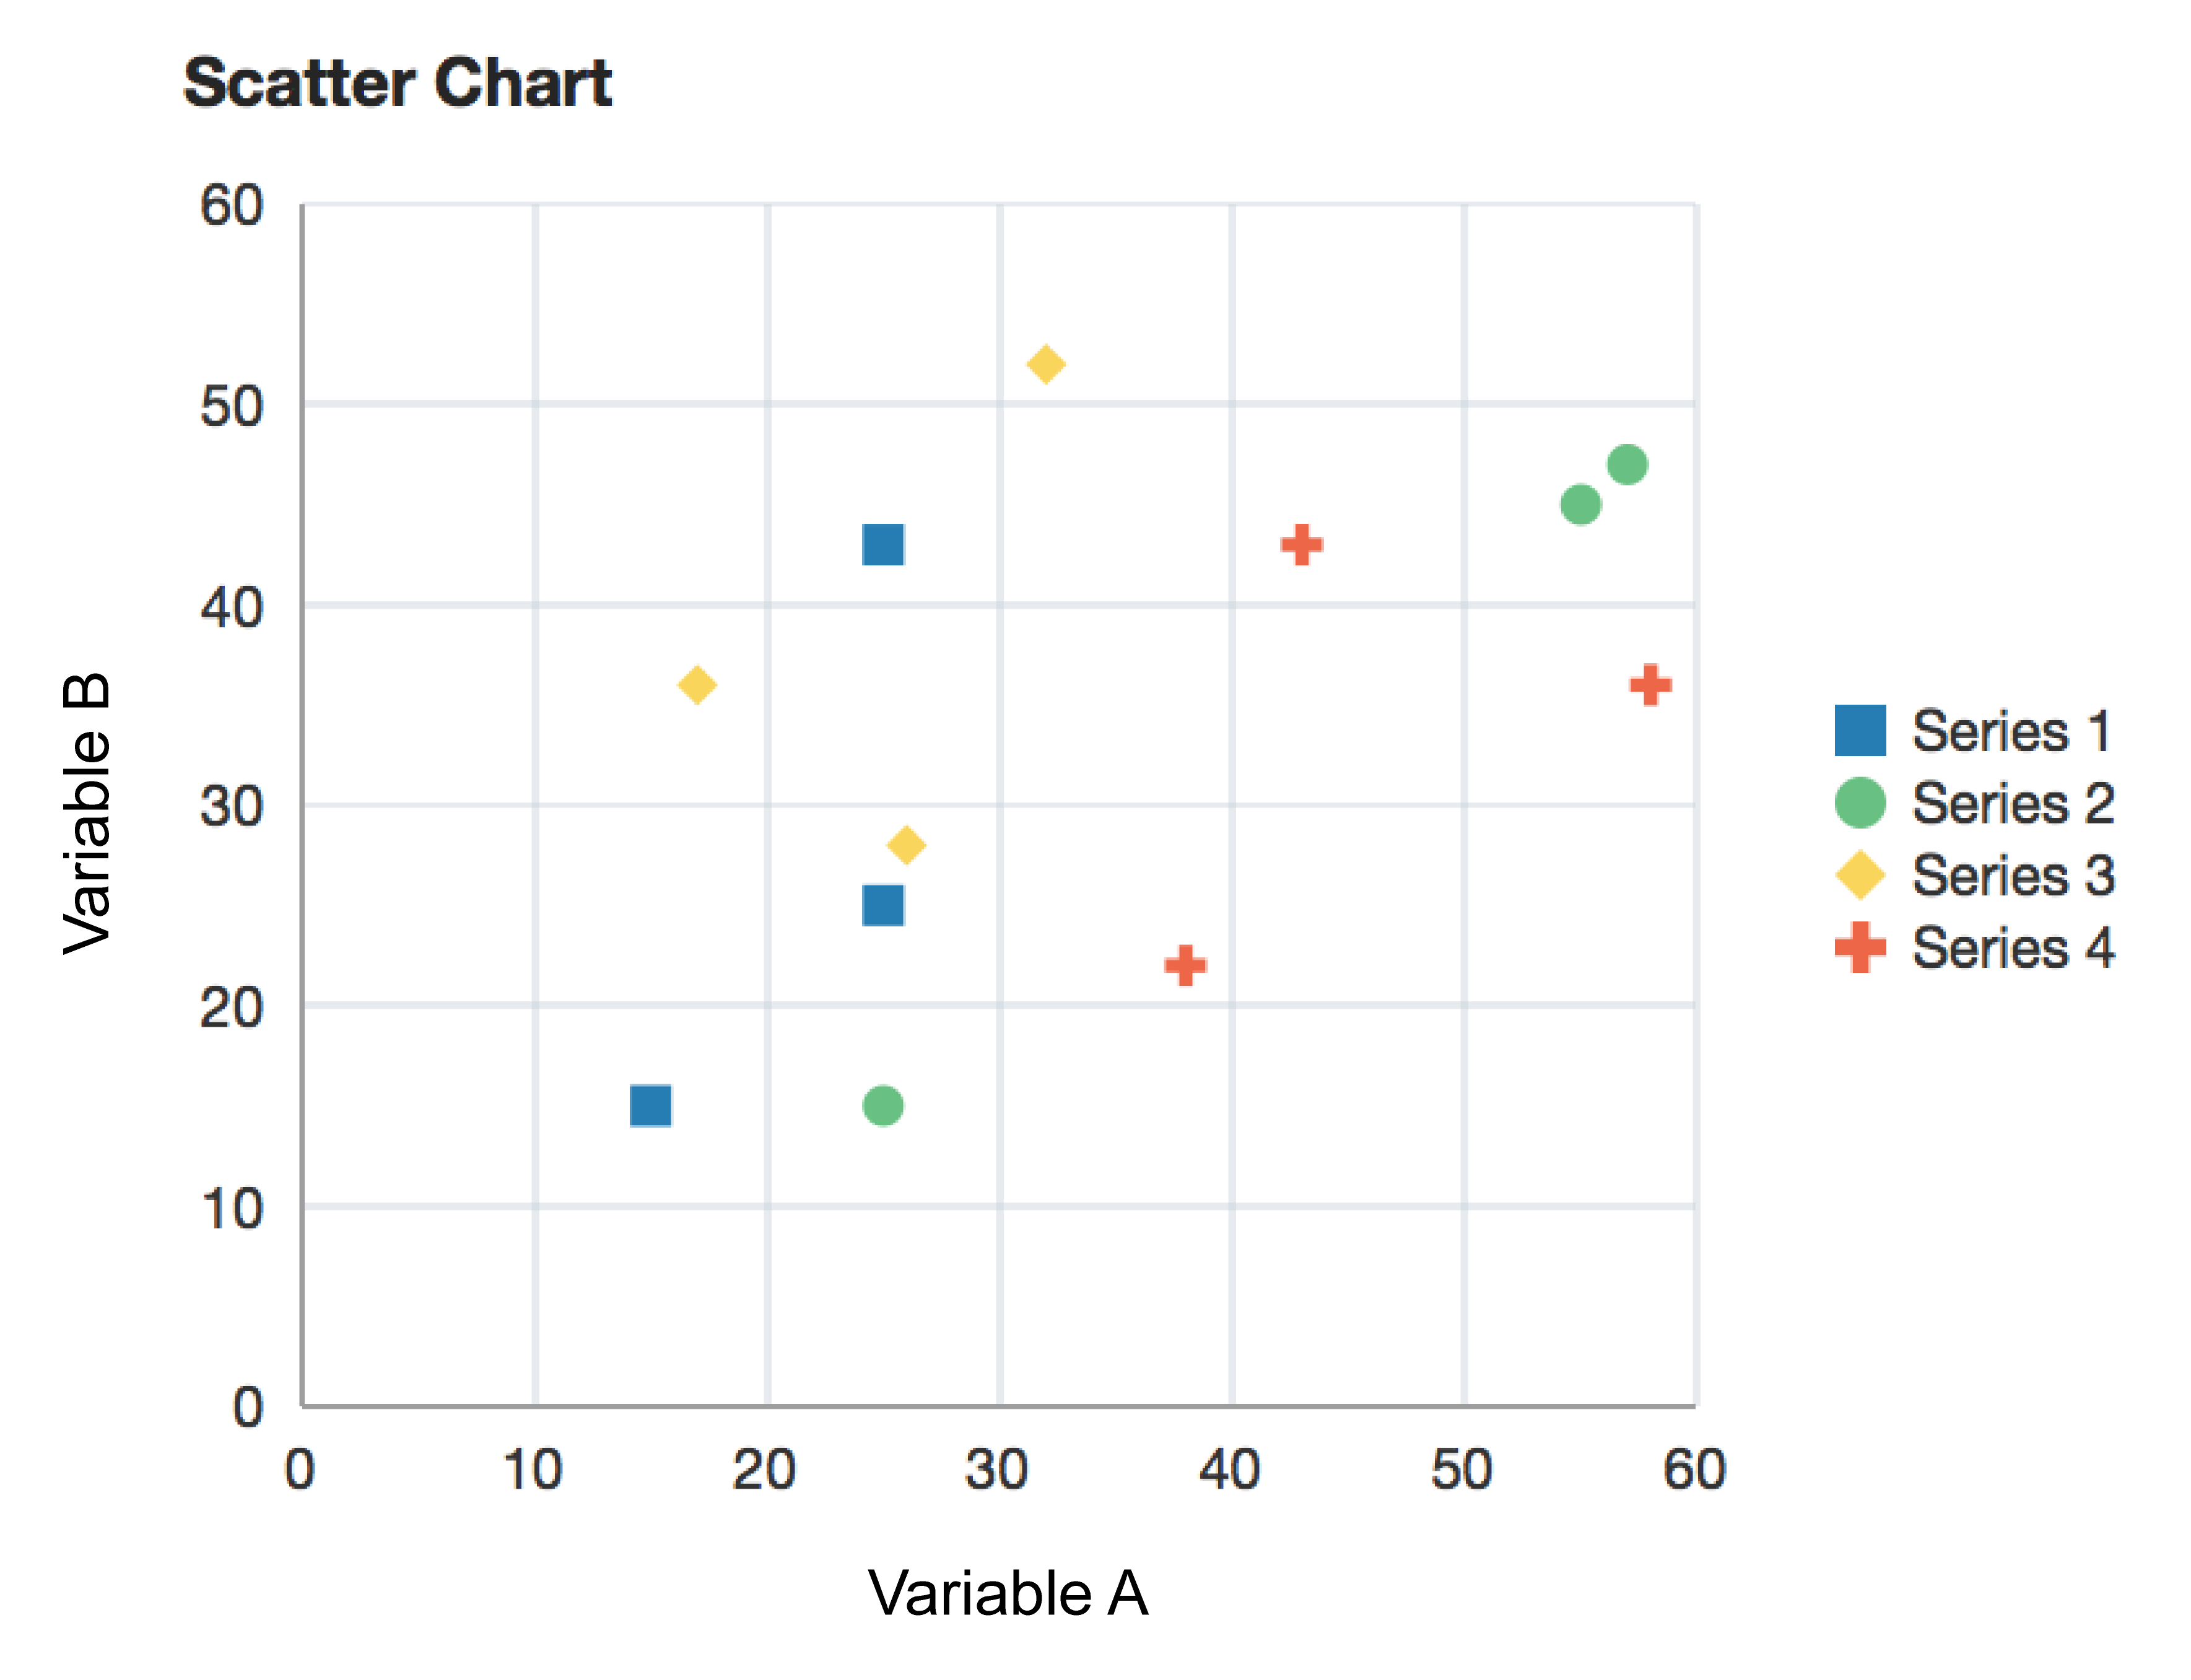 Scatter Chart
60
50
40
30
20
10
0
Variable B
0 10 20 30 40 50 60
Variable A
Series 1
Series 2
Series 3
Series 4